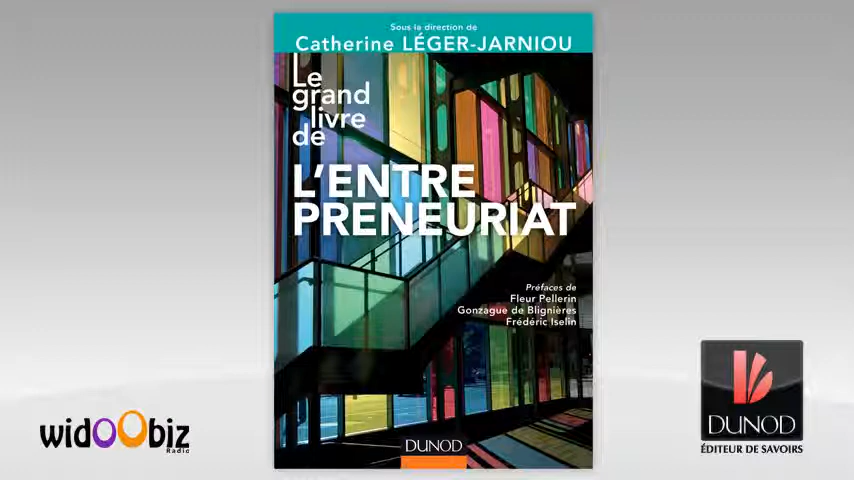 Sous la direction de
Catherine LÉGER-JARNIOU
Le
grand
livre
de
L'ENTRE
PRENEURIAT
Préfaces de
Fleur Pellerin
Gonzague de Blignières
Frédéric Iselin
DUNOD
widOObiz
Radio
DUNOD
ÉDITEUR DE SAVOIRS